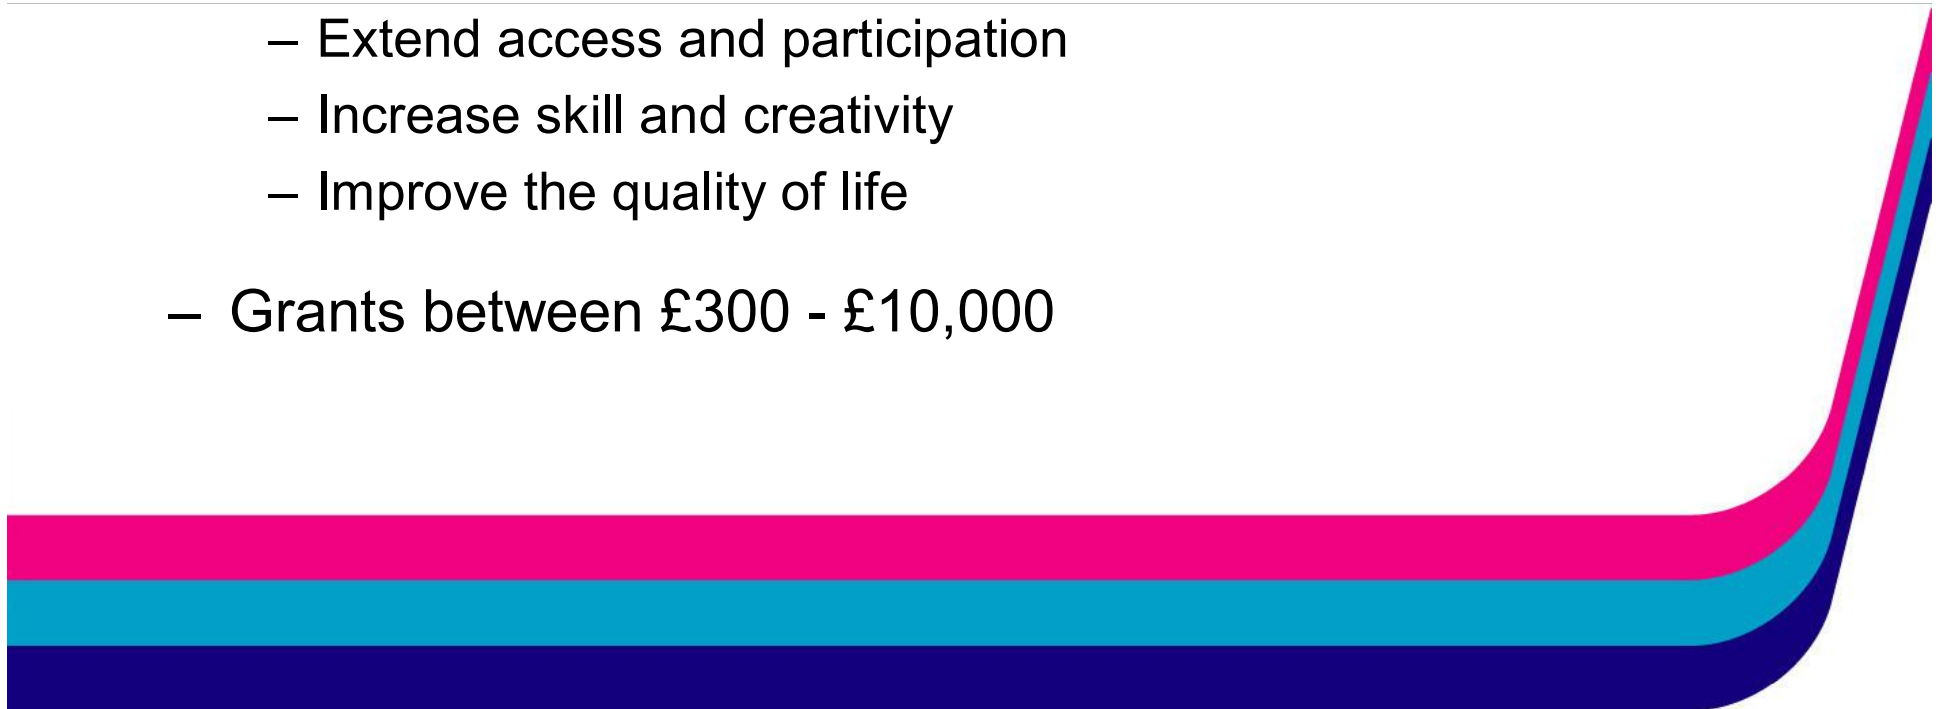 – Extend access and participation
– Increase skill and creativity
– Improve the quality of life
– Grants between £300 - £10,000